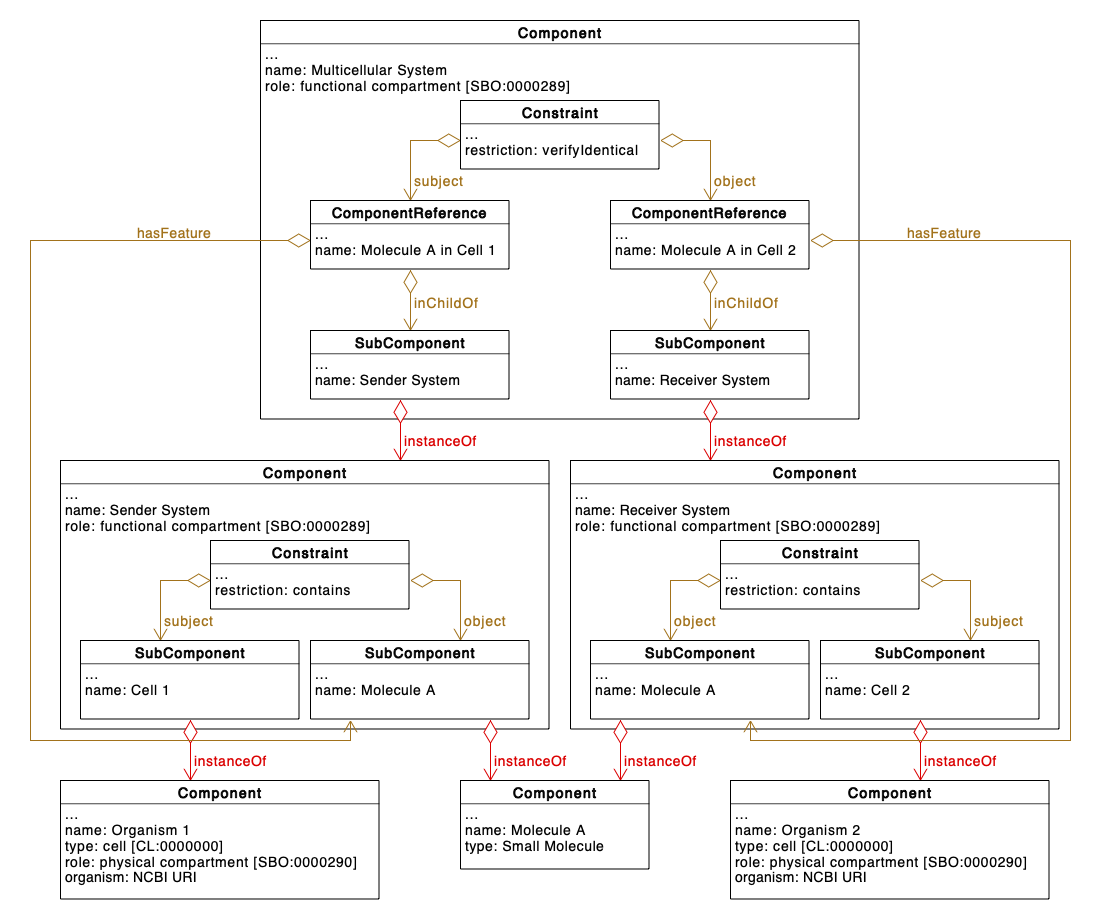 Component
...
name: Multicellular System
role: functional compartment [SBO:0000289]
Constraint
...
restriction: verifyIdentical
subject
object
ComponentReference
...
name: Molecule A in Cell 1
ComponentReference
...
name: Molecule A in Cell 2
hasFeature
hasFeature
inChildOf
inChildOf
SubComponent
...
name: Sender System
SubComponent
...
name: Receiver System
instanceOf
instanceOf
Component
...
name: Sender System
role: functional compartment [SBO:0000289]
Constraint
...
restriction: contains
subject
object
SubComponent
...
name: Cell 1
SubComponent
...
name: Molecule A
Component
...
name: Receiver System
role: functional compartment [SBO:0000289]
Constraint
...
restriction: contains
object
subject
SubComponent
...
name: Molecule A
SubComponent
...
name: Cell 2
instanceOf
instanceOf
instanceOf
instanceOf
Component
...
name: Organism 1
type: cell [CL:0000000]
role: physical compartment [SBO:0000290]
organism: NCBI URI
Component
...
name: Molecule A
type: Small Molecule
Component
...
name: Organism 2
type: cell [CL:0000000]
role: physical compartment [SBO:0000290]
organism: NCBI URI